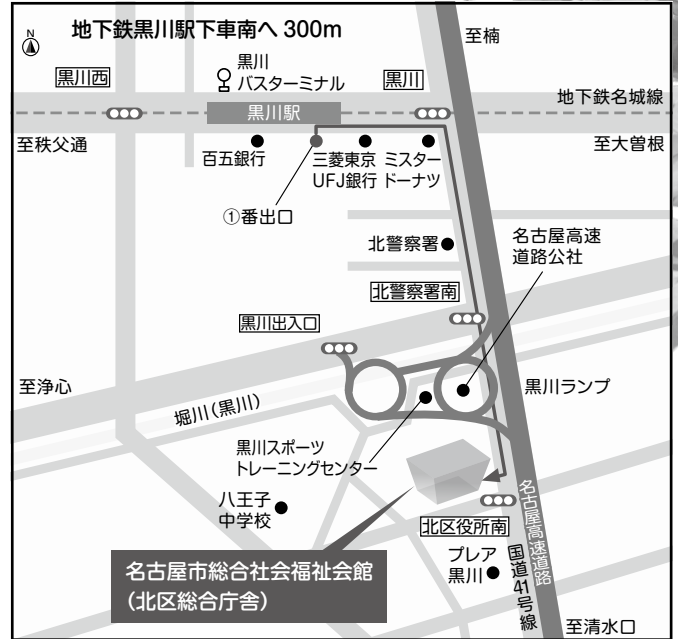 地下鉄黒川駅下車南へ 300m
N
至楠
黒川西
黒川
バスターミナル
黒川
地下鉄名城線
黒川駅
至秩父通
至大曽根
百五銀行
三菱東京
UFJ銀行
ミスター
ドーナツ
①番出口
北警察署
名古屋高速
道路公社
北警察署南
黒川出入口
至浄心
黒川ランプ
堀川(黒川)
黒川スポーツ
トレーニングセンター
八王子
中学校
北区役所南
名古屋高速道路
国道41号線
プレア
黒川
名古屋市総合社会福祉会館
(北区総合庁舎)
至清水口